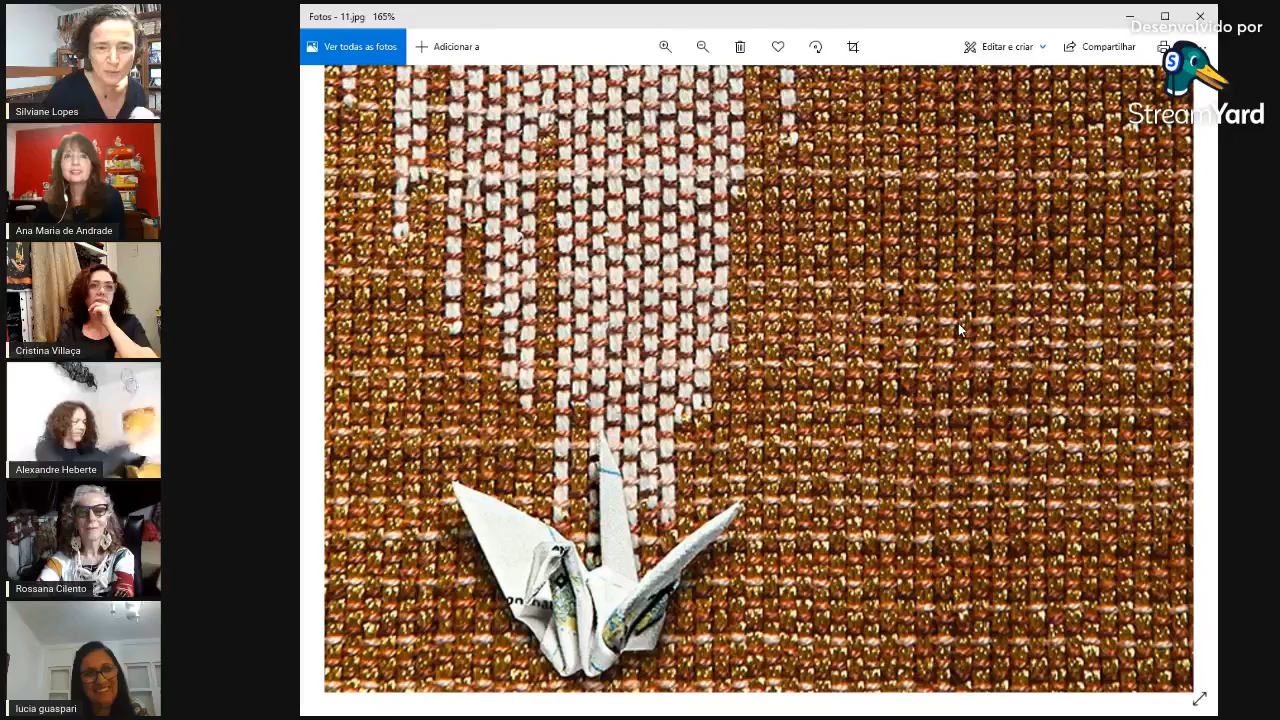 Fotos - 11.jpg 165%
Ver todas as fotos
Adicionar a
Editar e criar
Compartilhar
Desenvolvido por
S
StreamYard
Silviane Lopes
Ana Maria de Andrade
Cristina Villaça
Alexandre Heberte
Rossana Cilento
lucia guaspari